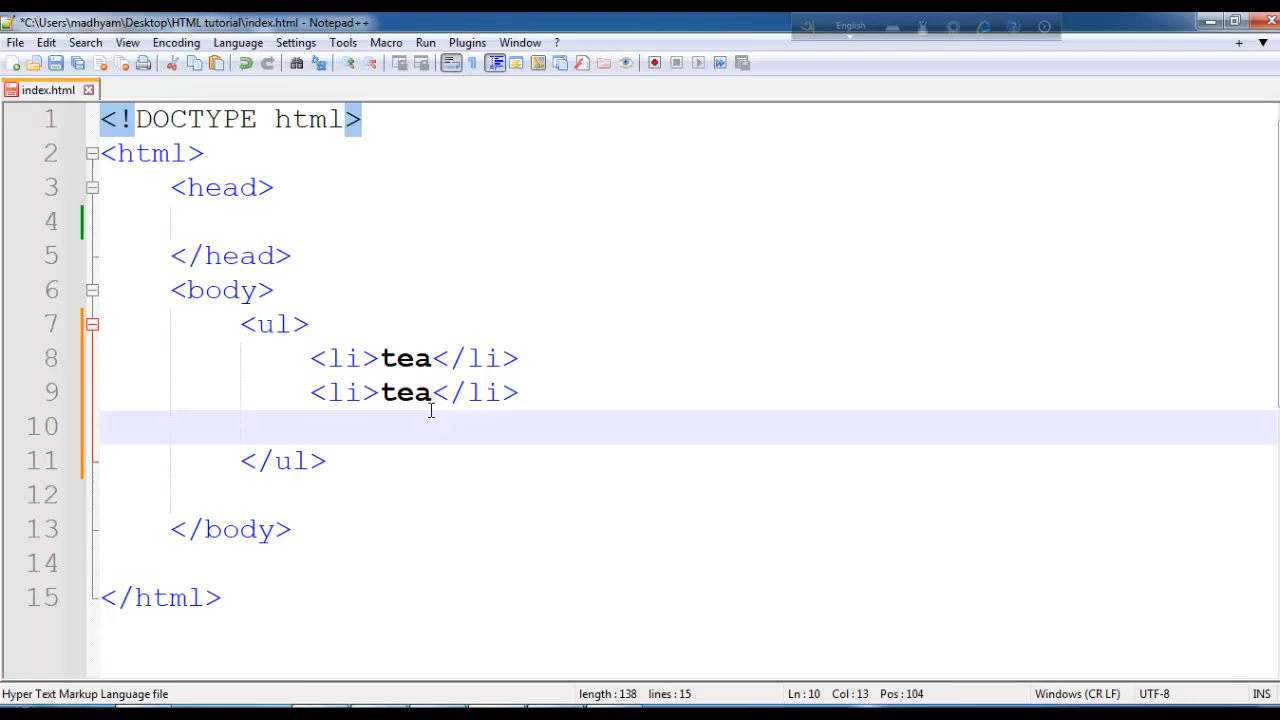 *C:\Users\madhyam\Desktop\HTML tutorial\index.html - Notepad++
English
File Edit Search View Encoding Language Settings Tools Macro Run Plugins Window ?
+
index.html
1 <!DOCTYPE html>
2 <html>
3 <head>
4
5 </head>
6 <body>
7 <ul>
8 <li>tea</li>
9 <li>tea</li>
10
11 </ul>
12
13 </body>
14
15 </html>
Hyper Text Markup Language file length : 138 lines : 15 Ln : 10 Col : 13 Pos : 104 Windows (CR LF) UTF-8 INS